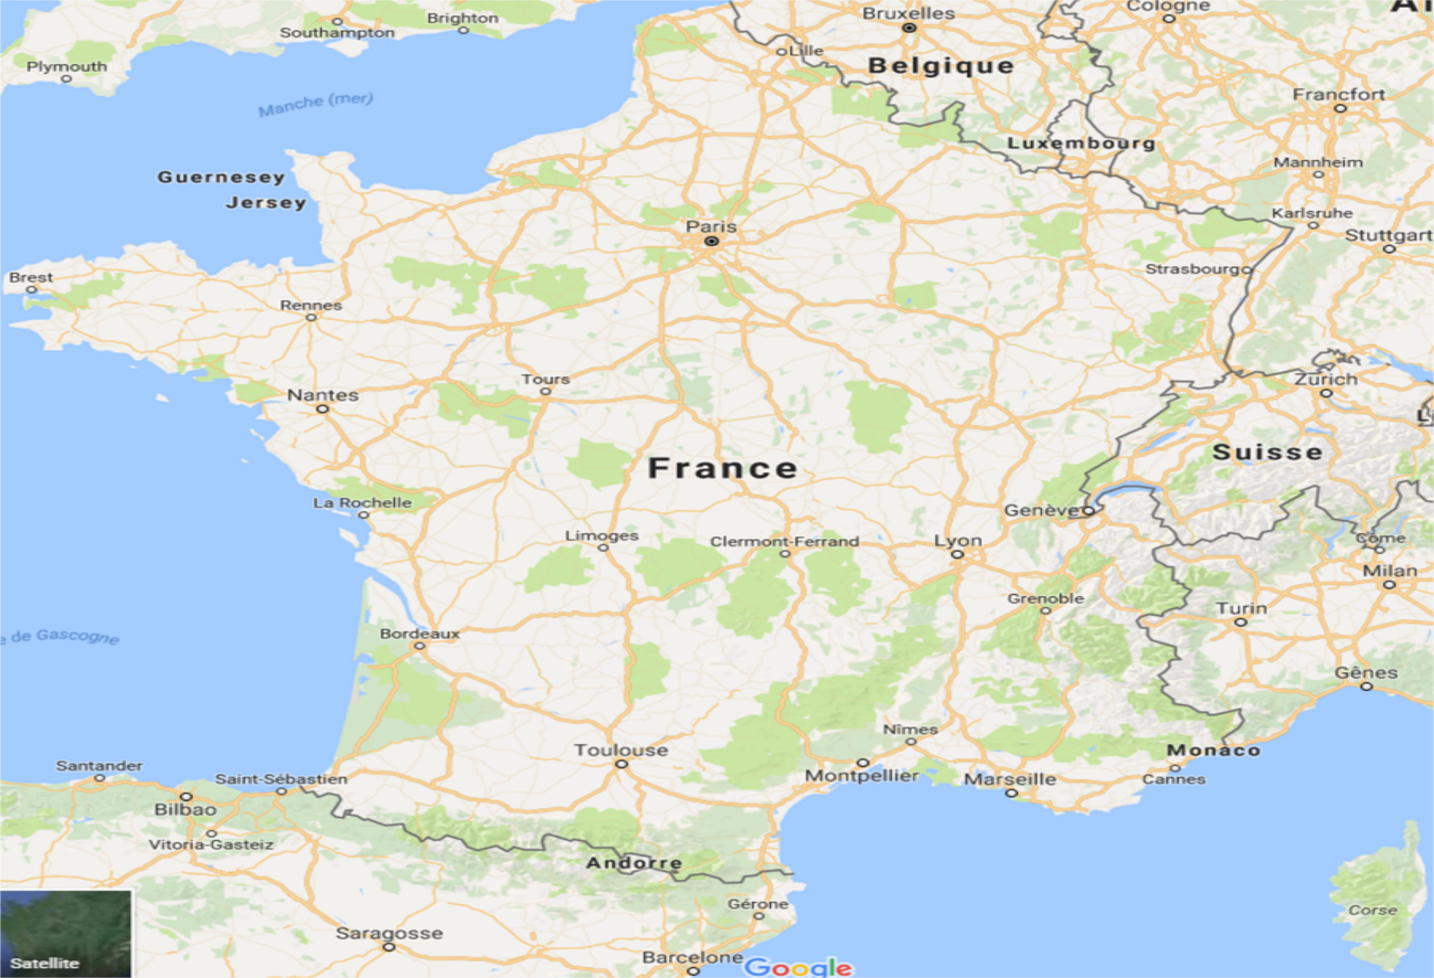 Bruxelles
Cologne
Brighton
Southampton
Lille
Plymouth
Belgique
Francfort
Manche (mer)
Luxembourg
Mannheim
Guernesey
Jersey
Karlsruhe
Paris
Stuttgart
Strasbourg
Brest
Rennes
Tours
Zurich
Nantes
France
Suisse
La Rochelle
Genève
Limoges
Clermont-Ferrand
Lyon
Côme
Milan
Grenoble
Turin
Bordeaux
e de Gascogne
Gênes
Nîmes
Toulouse
Monaco
Santander
Saint-Sébastien
Montpellier
Marseille
Cannes
Bilbao
Vitoria-Gasteiz
Andorre
Gérone
Corse
Saragosse
Barcelone
Satellite
Google